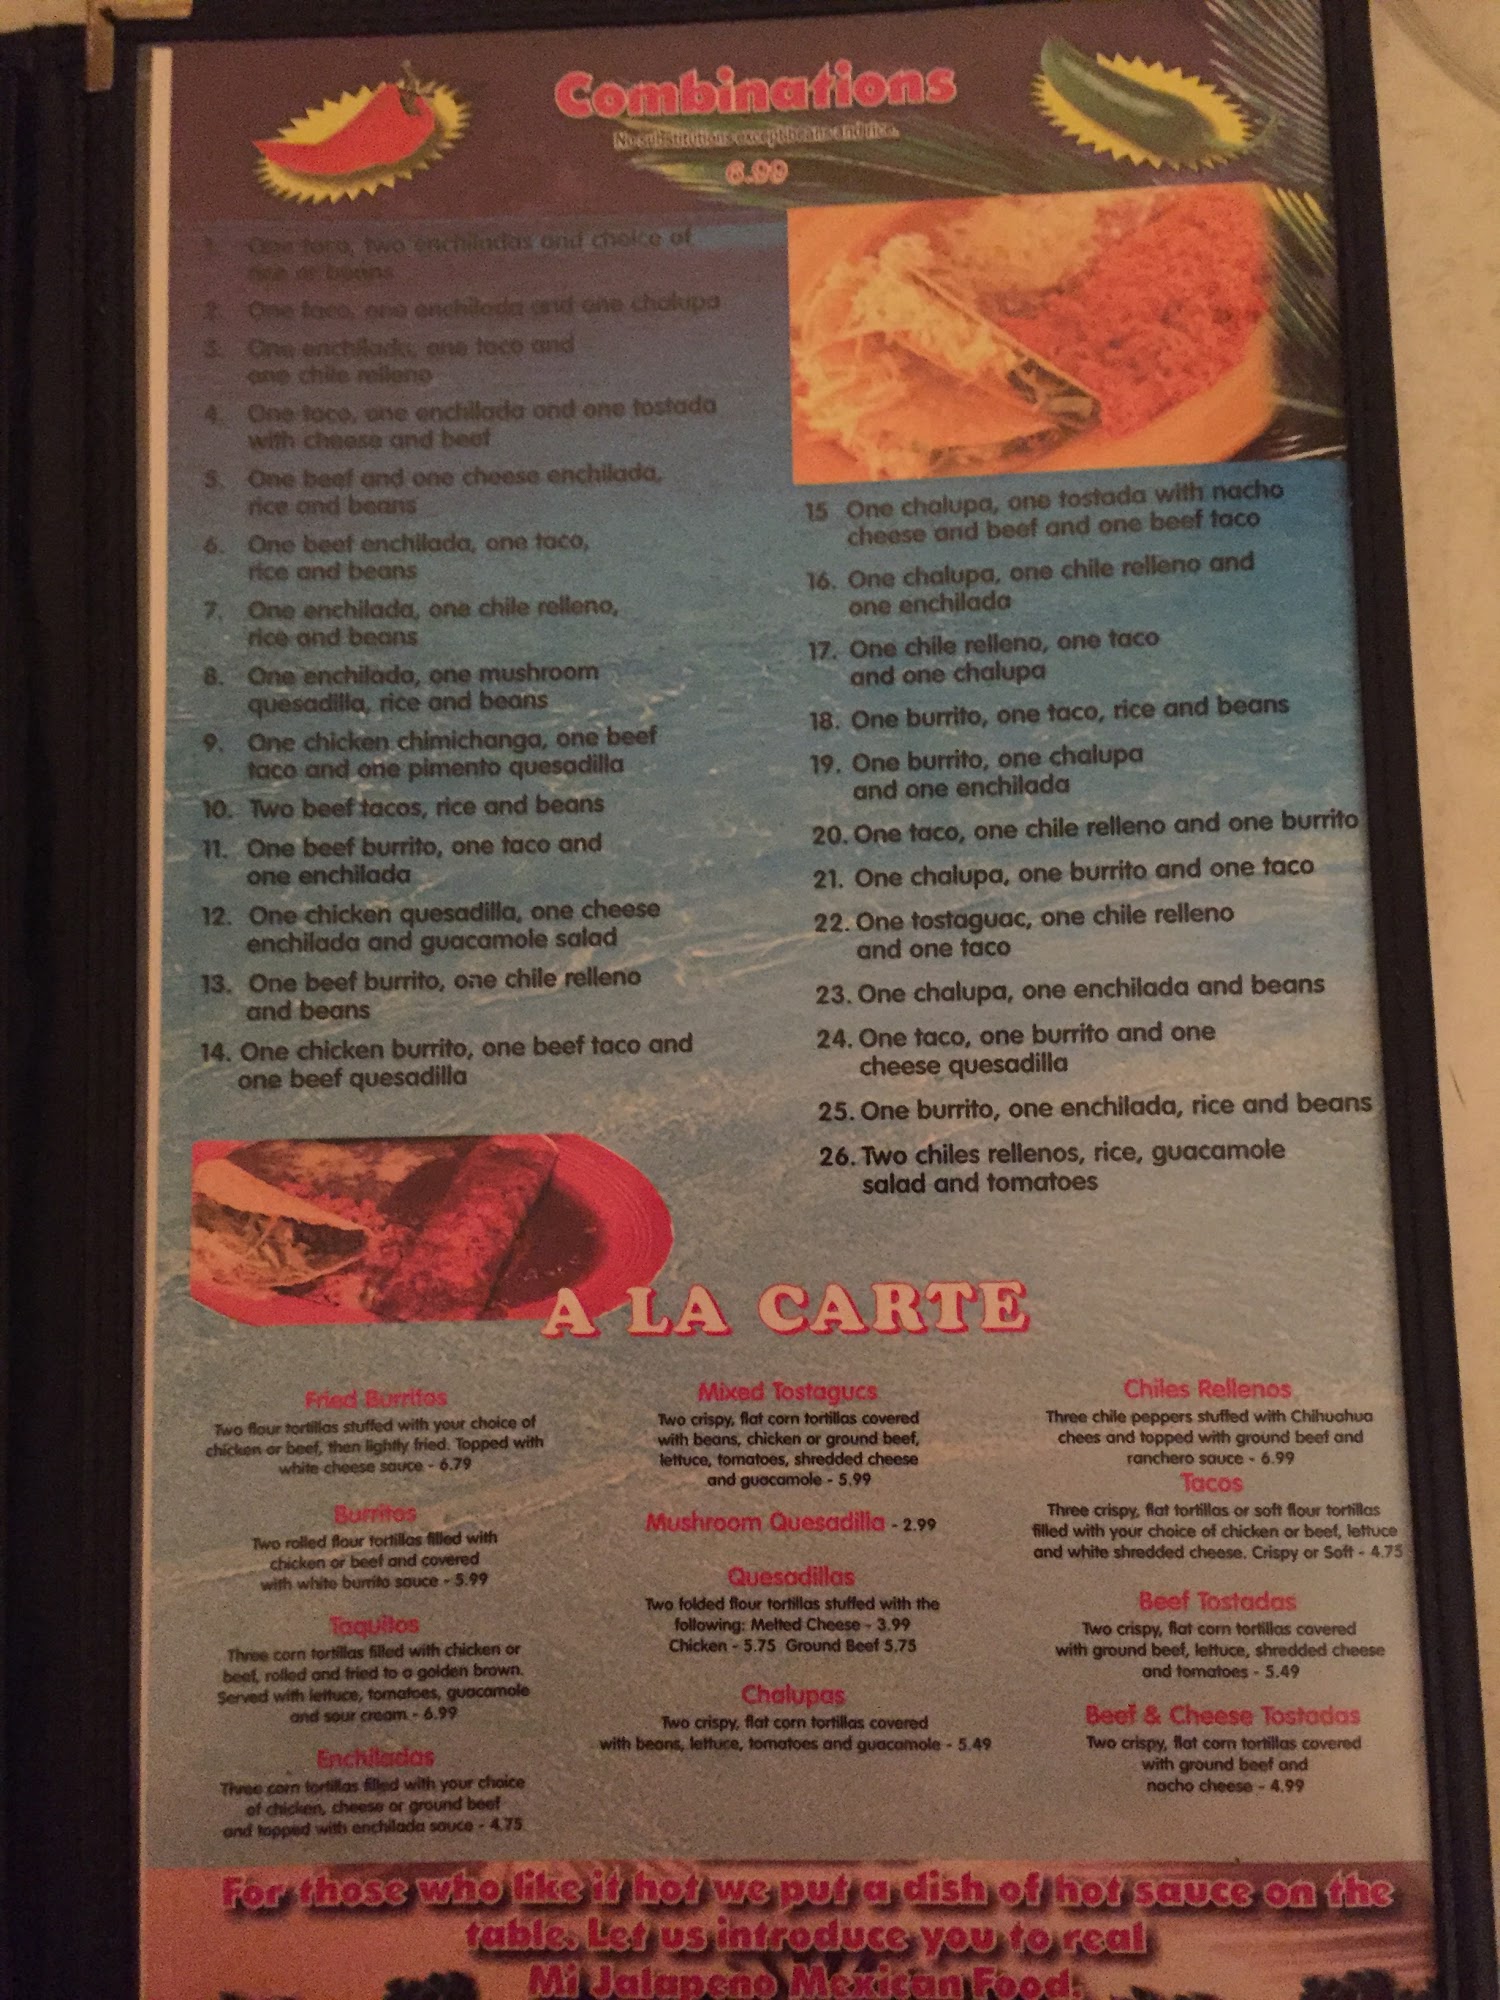 Combinations
No substitutions except beans and rice.
6.99
1. One taco, two enchiladas and choice of
rice or beans
2. One taco, one enchilada and one chalupa
3. One enchilada, one taco and
one chile relleno
4. One taco, one enchilada and one tostada
with cheese and beef
5. One beef and one cheese enchilada,
rice and beans
6. One beef enchilada, one taco,
rice and beans
7. One enchilada, one chile relleno,
rice and beans
8. One enchilada, one mushroom
quesadilla, rice and beans
9. One chicken chimichanga, one beef
taco and one pimento quesadilla
10. Two beef tacos, rice and beans
11. One beef burrito, one taco and
one enchilada
12. One chicken quesadilla, one cheese
enchilada and guacamole salad
13. One beef burrito, one chile relleno
and beans
14. One chicken burrito, one beef taco and
one beef quesadilla
15 One chalupa, one tostada with nacho
cheese and beef and one beef taco
16. One chalupa, one chile relleno and
one enchilada
17. One chile relleno, one taco
and one chalupa
18. One burrito, one taco, rice and beans
19. One burrito, one chalupa
and one enchilada
20. One taco, one chile relleno and one burrito
21. One chalupa, one burrito and one taco
22. One tostaguac, one chile relleno
and one taco
23. One chalupa, one enchilada and beans
24. One taco, one burrito and one
cheese quesadilla
25. One burrito, one enchilada, rice and beans
26. Two chiles rellenos, rice, guacamole
salad and tomatoes
A LA CARTE
Fried Burritos
Two flour tortillas stuffed with your choice of
chicken or beef, then lightly fried. Topped with
white cheese sauce - 6.79
Burritos
Two rolled flour tortillas filled with
chicken or beef and covered
with white burrito sauce - 5.99
Taquitos
Three corn tortillas filled with chicken or
beef, rolled and fried to a golden brown.
Served with lettuce, tomatoes, guacamole
and sour cream - 6.99
Enchiladas
Three corn tortillas filled with your choice
of chicken, cheese or ground beef
and topped with enchilada sauce - 4.75
Mixed Tostagucs
Two crispy, flat corn tortillas covered
with beans, chicken or ground beef,
lettuce, tomatoes, shredded cheese
and guacamole - 5.99
Mushroom Quesadilla - 2.99
Quesadillas
Two folded flour tortillas stuffed with the
following: Melted Cheese - 3.99
Chicken - 5.75 Ground Beef 5.75
Chalupas
Two crispy, flat corn tortillas covered
with beans, lettuce, tomatoes and guacamole - 5.49
Chiles Rellenos
Three chile peppers stuffed with Chihuahua
chees and topped with ground beef and
ranchero sauce - 6.99
Tacos
Three crispy, flat tortillas or soft flour tortillas
filled with your choice of chicken or beef, lettuce
and white shredded cheese. Crispy or Soft - 4.75
Beef Tostadas
Two crispy, flat corn tortillas covered
with ground beef, lettuce, shredded cheese
and tomatoes - 5.49
Beef & Cheese Tostadas
Two crispy, flat corn tortillas covered
with ground beef and
nacho cheese - 4.99
For those who like it hot we put a dish of hot sauce on the
table. Let us introduce you to real
Mi Jalapeno Mexican Food.